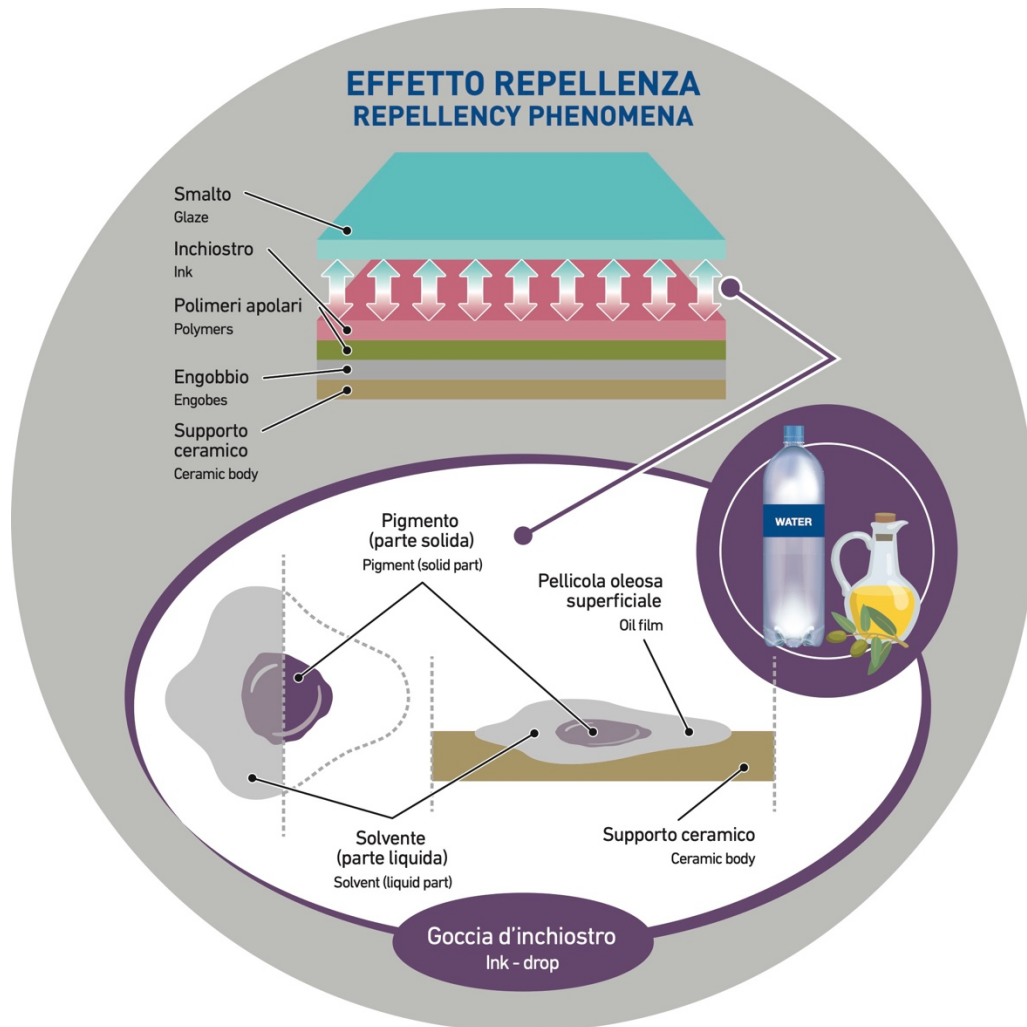 EFFETTO REPELLENZA
REPELLENCY PHENOMENA
Smalto
Glaze
Inchiostro
Ink
Polimeri apolari
Polymers
Engobbio
Engobes
Supporto
ceramico
Ceramic body
WATER
Pigmento
(parte solida)
Pigment (solid part)
Pellicola oleosa
superficiale
Oil film
Solvente
(parte liquida)
Solvent (liquid part)
Supporto ceramico
Ceramic body
Goccia d'inchiostro
Ink - drop